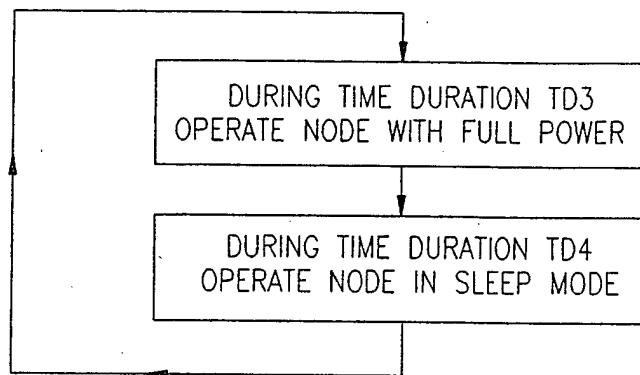 DURING TIME DURATION TD3
OPERATE NODE WITH FULL POWER
DURING TIME DURATION TD4
OPERATE NODE IN SLEEP MODE